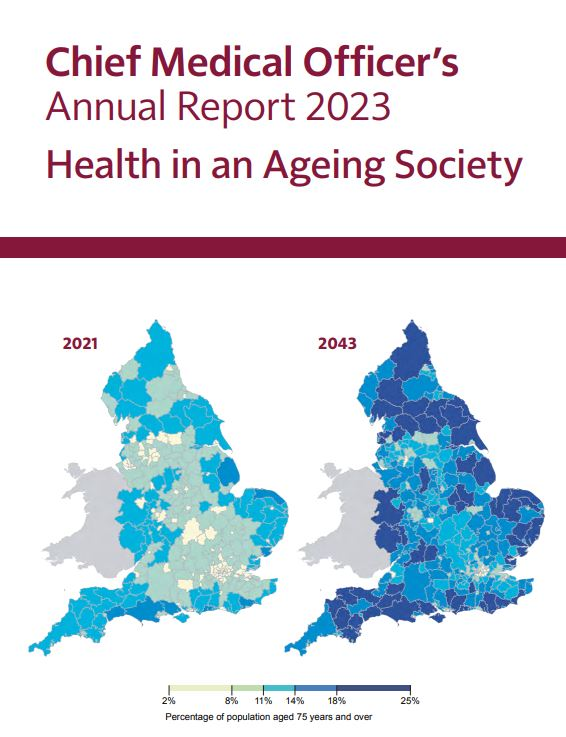 Chief Medical Officer's
Annual Report 2023
Health in an Ageing Society
2021
2043
2%
8%
11%
14%
18%
25%
Percentage of population aged 75 years and over